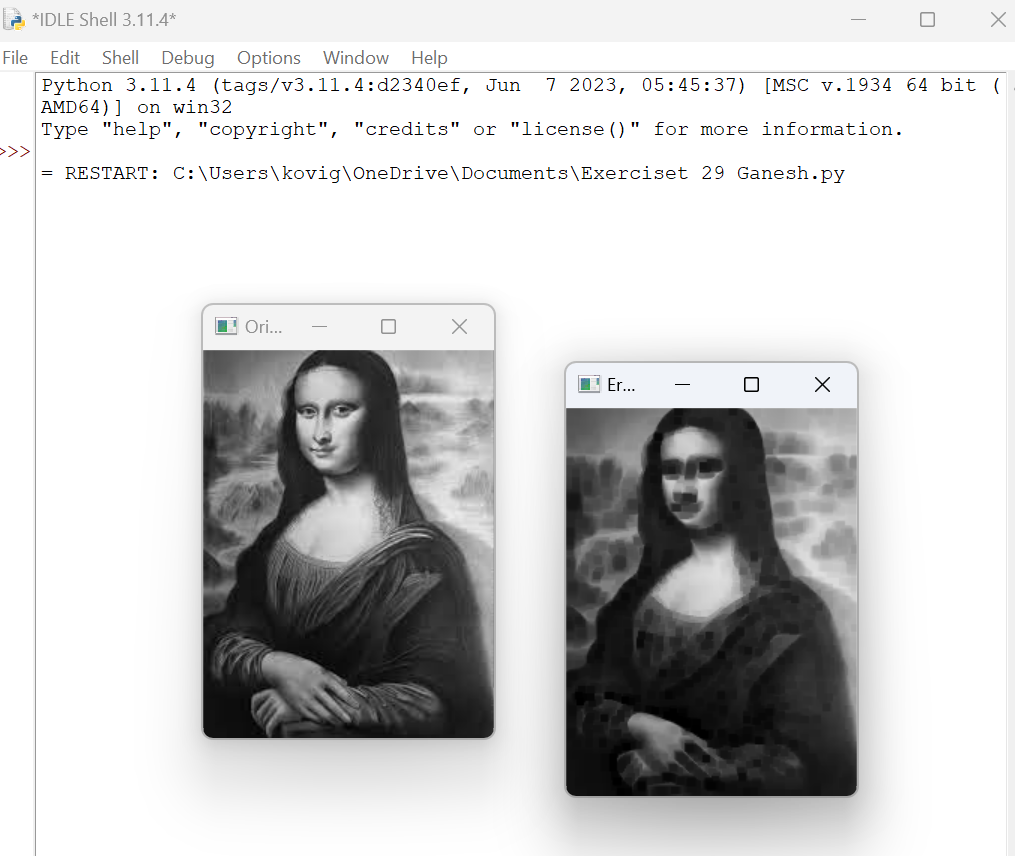 *IDLE Shell 3.11.4*
File Edit Shell Debug Options Window Help
Python 3.11.4 (tags/v3.11.4:d2340ef, Jun  7 2023, 05:45:37) [MSC v.1934 64 bit (
AMD64)] on win32
Type "help", "copyright", "credits" or "license()" for more information.
>>>
= RESTART: C:\Users\kovig\OneDrive\Documents\Exerciset 29 Ganesh.py
Ori...
Er...